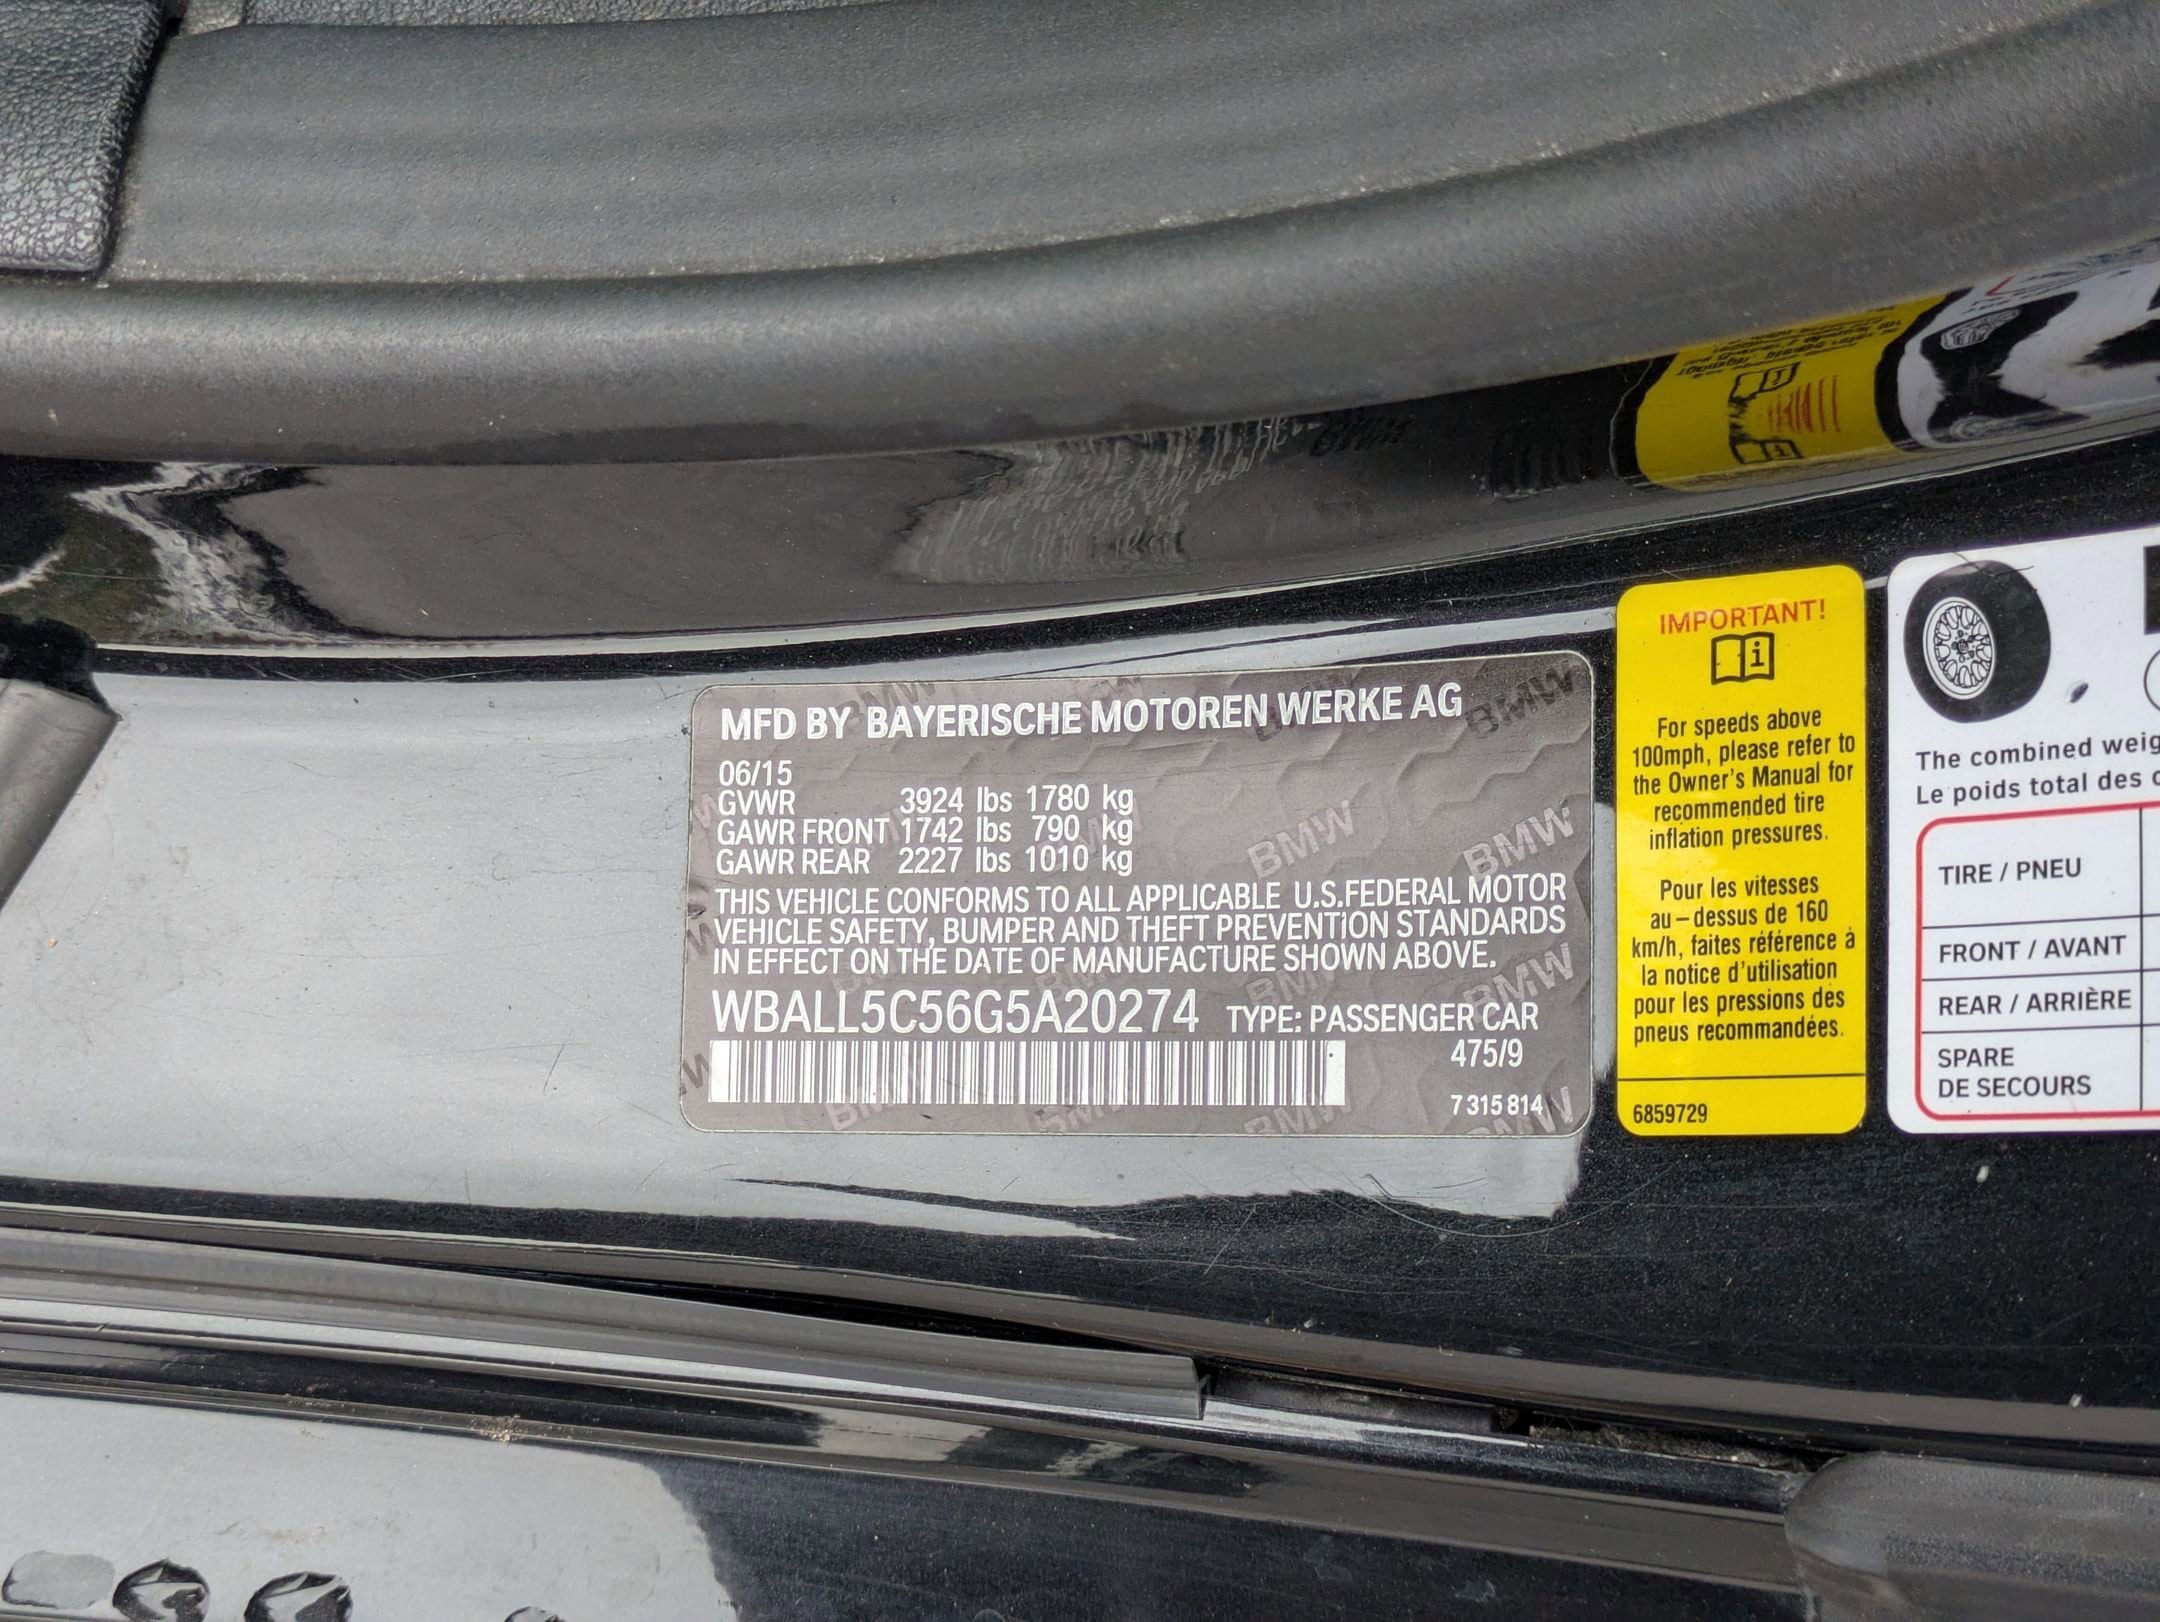 MFD BY BAYERISCHE MOTOREN WERKE AG
06/15
GVWR 3924 lbs 1780 kg
GAWR FRONT 1742 lbs 790 kg
GAWR REAR 2227 lbs 1010 kg
THIS VEHICLE CONFORMS TO ALL APPLICABLE U.S.FEDERAL MOTOR
VEHICLE SAFETY, BUMPER AND THEFT PREVENTION STANDARDS
IN EFFECT ON THE DATE OF MANUFACTURE SHOWN ABOVE.
WBALL5C56G5A20274 TYPE: PASSENGER CAR
475/9
7 315 814
IMPORTANT!
For speeds above
100mph, please refer to
the Owner's Manual for
recommended tire
inflation pressures.
Pour les vitesses
au–dessus de 160
km/h, faites référence à
la notice d'utilisation
pour les pressions des
pneus recommandées.
6859729
The combined
Le poids total des
TIRE / PNEU
FRONT / AVANT
REAR / ARRIÈRE
SPARE
DE SECOURS